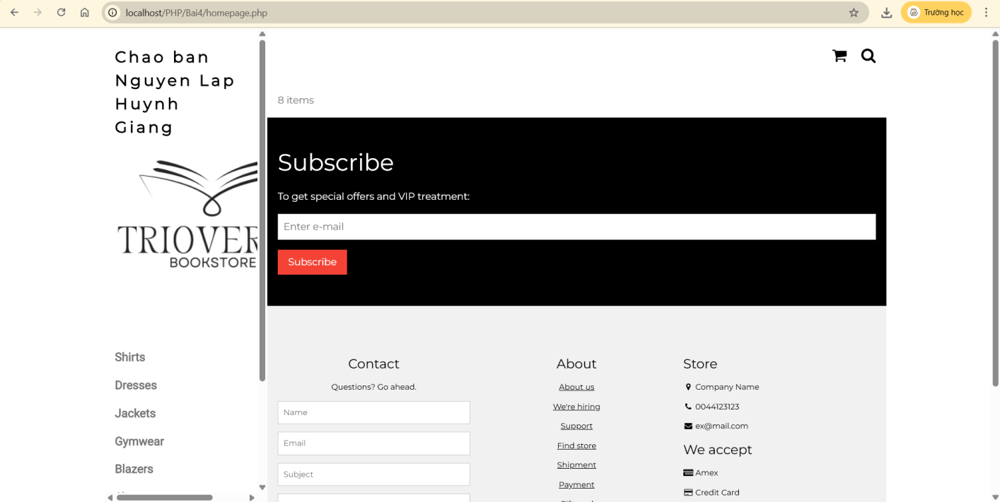 localhost/PHP/Bai4/homepage.php
Trường học
Chao ban
Nguyen Lap
Huynh
Giang
TRIOVER
BOOKSTORE
Shirts
Dresses
Jackets
Gymwear
Blazers
8 items
Subscribe
To get special offers and VIP treatment:
Enter e-mail
Subscribe
Contact
Questions? Go ahead.
Name
Email
Subject
About
About us
We're hiring
Support
Find store
Shipment
Payment
Store
Company Name
0044123123
ex@mail.com
We accept
Amex
Credit Card